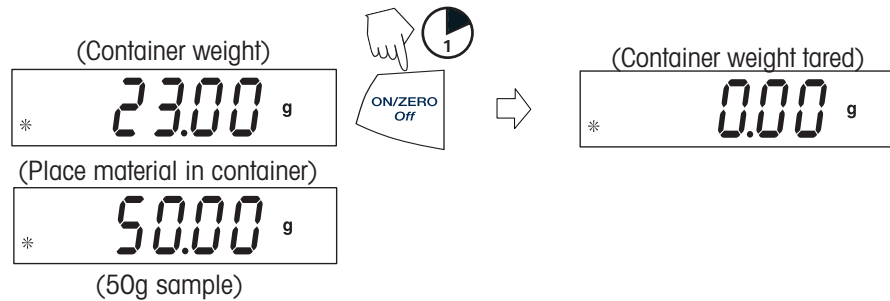 (Container weight)
1
(Container weight tared)
* 23.00 g
ON/ZERO
Off
* 0.00 g
(Place material in container)
* 50.00 g
(50g sample)